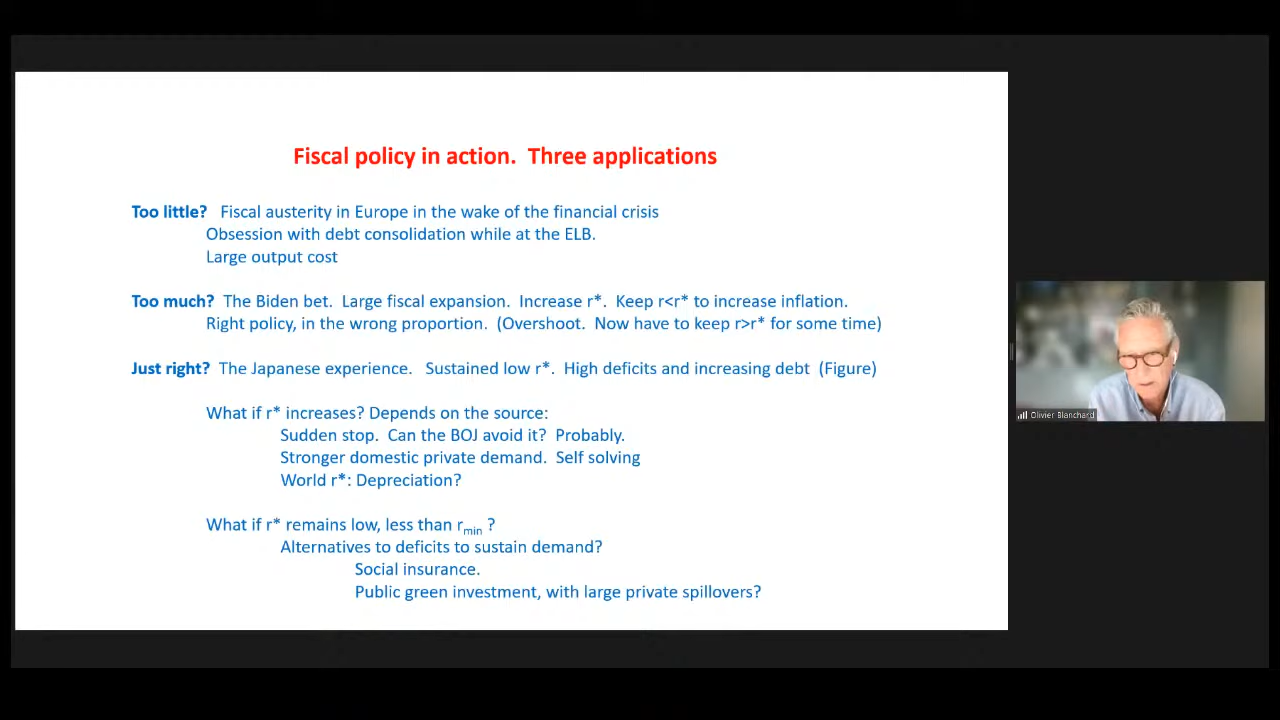 Fiscal policy in action. Three applications
Too little? Fiscal austerity in Europe in the wake of the financial crisis
Obsession with debt consolidation while at the ELB.
Large output cost
Too much? The Biden bet. Large fiscal expansion. Increase r*. Keep r<r* to increase inflation.
Right policy, in the wrong proportion. (Overshoot. Now have to keep r>r* for some time)
Just right? The Japanese experience. Sustained low r*. High deficits and increasing debt (Figure)
What if r* increases? Depends on the source:
Sudden stop. Can the BOJ avoid it? Probably.
Stronger domestic private demand. Self solving
World r*: Depreciation?
What if r* remains low, less than rmin ?
Alternatives to deficits to sustain demand?
Social insurance.
Public green investment, with large private spillovers?
Olivier Blanchard